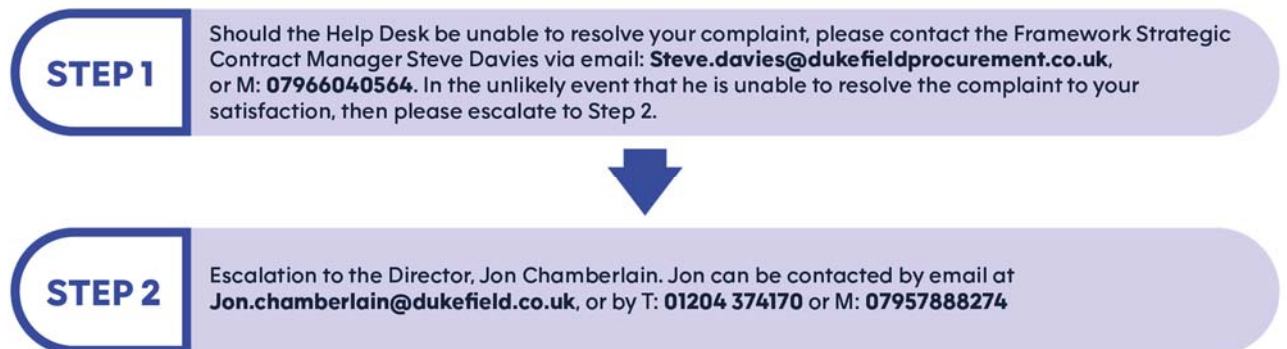 STEP 1
Should the Help Desk be unable to resolve your complaint, please contact the Framework Strategic
Contract Manager Steve Davies via email: Steve.davies@dukefieldprocurement.co.uk,
or M: 07966040564. In the unlikely event that he is unable to resolve the complaint to your
satisfaction, then please escalate to Step 2.
STEP 2
Escalation to the Director, Jon Chamberlain. Jon can be contacted by email at
Jon.chamberlain@dukefield.co.uk, or by T: 01204 374170 or M: 07957888274